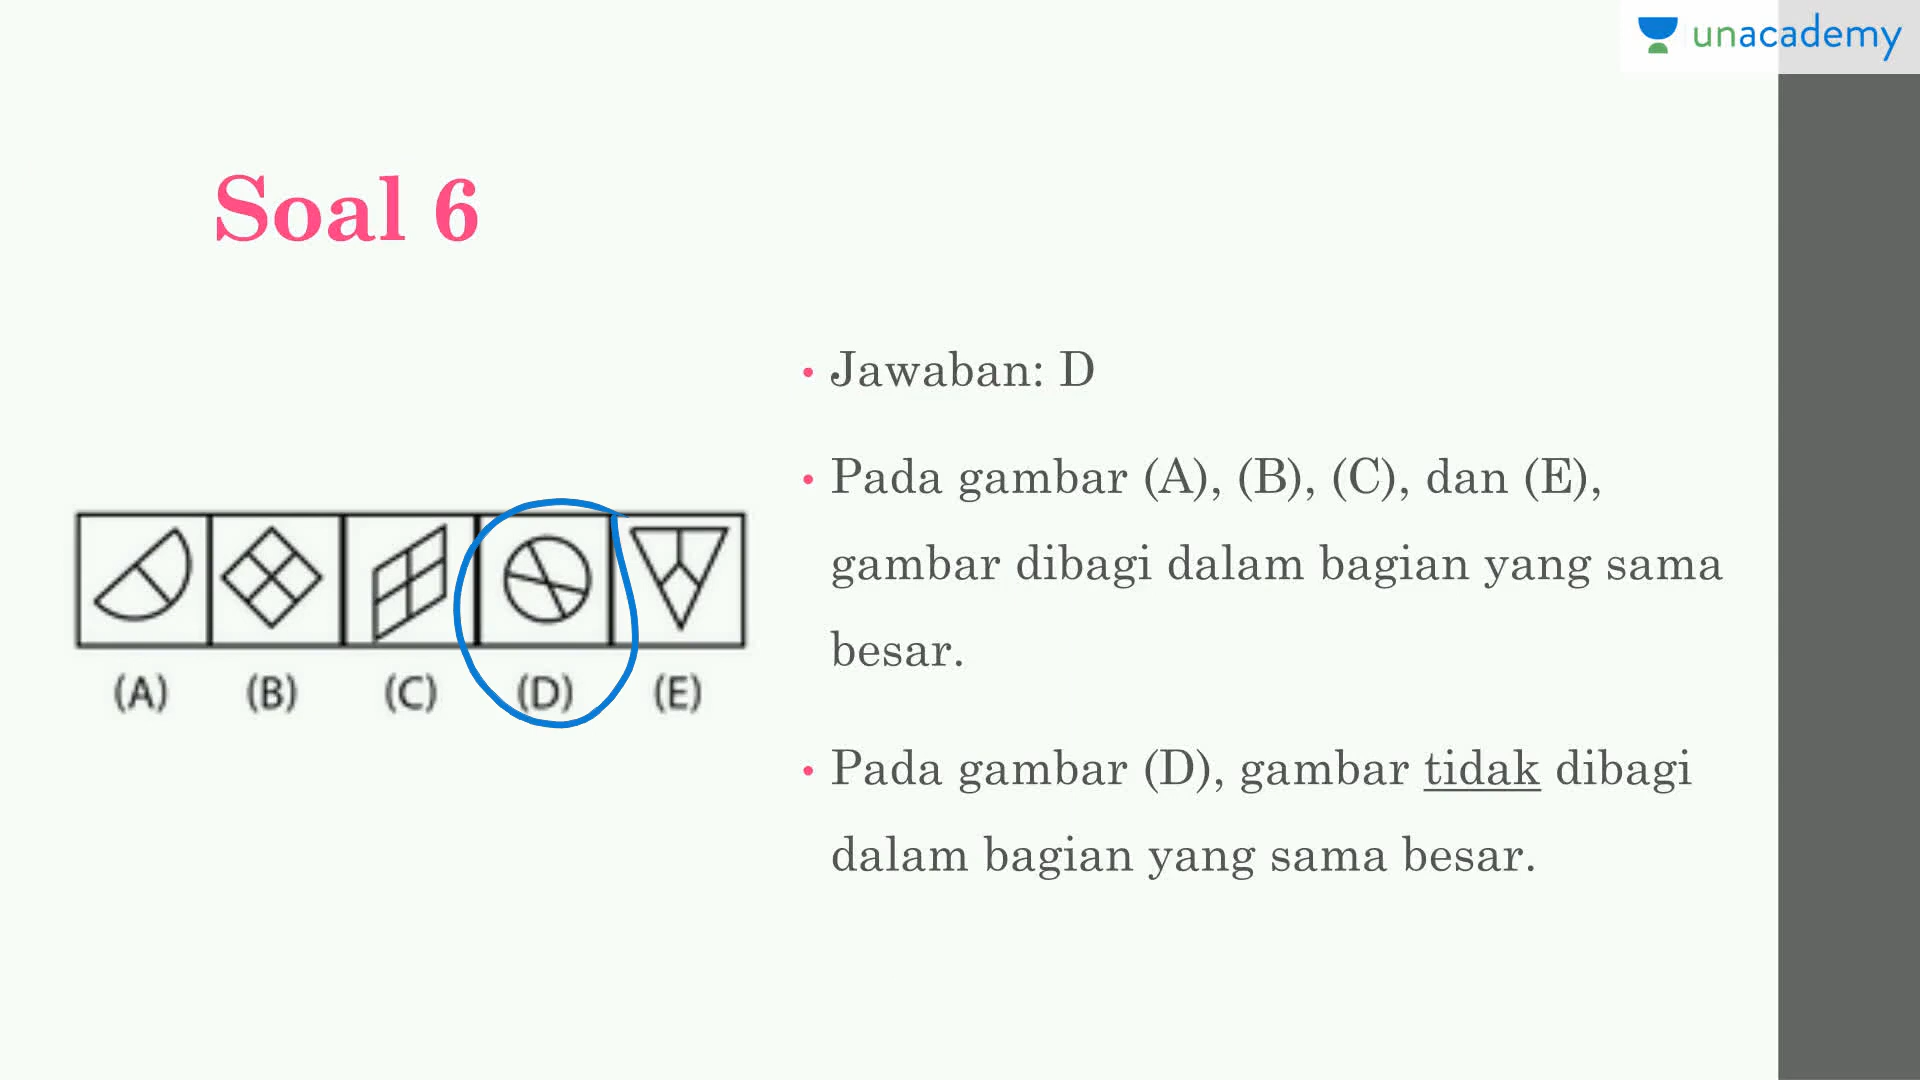 unacademy
Soal 6
• Jawaban: D
• Pada gambar (A), (B), (C), dan (E),
gambar dibagi dalam bagian yang sama
besar.
• Pada gambar (D), gambar tidak dibagi
dalam bagian yang sama besar.
(A) (B) (C) (D) (E)